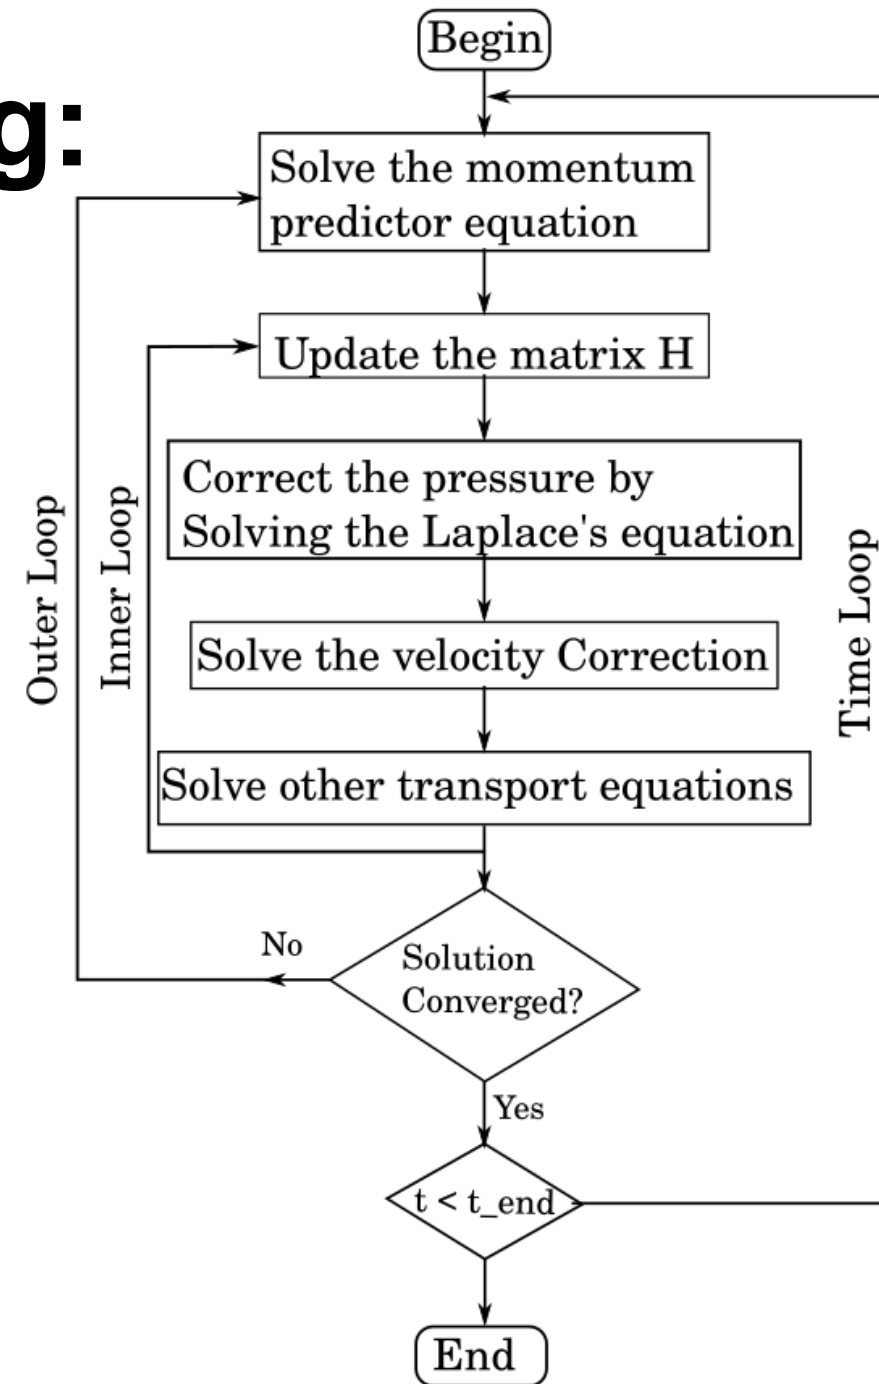 g:
Begin
Solve the momentum
predictor equation
Update the matrix H
Correct the pressure by
Solving the Laplace's equation
Solve the velocity Correction
Solve other transport equations
Outer Loop
Inner Loop
Time Loop
No
Solution
Converged?
Yes
t < t_end
End